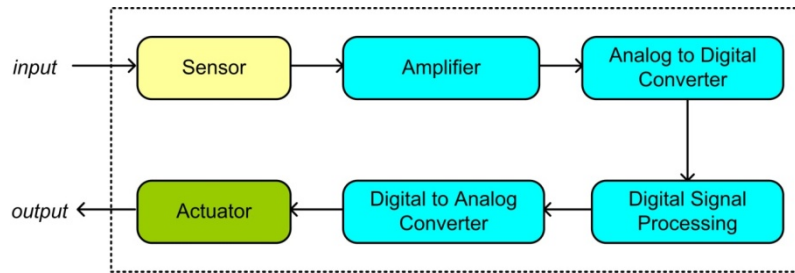 input
Sensor
Amplifier
Analog to Digital
Converter
output
Actuator
Digital to Analog
Converter
Digital Signal
Processing